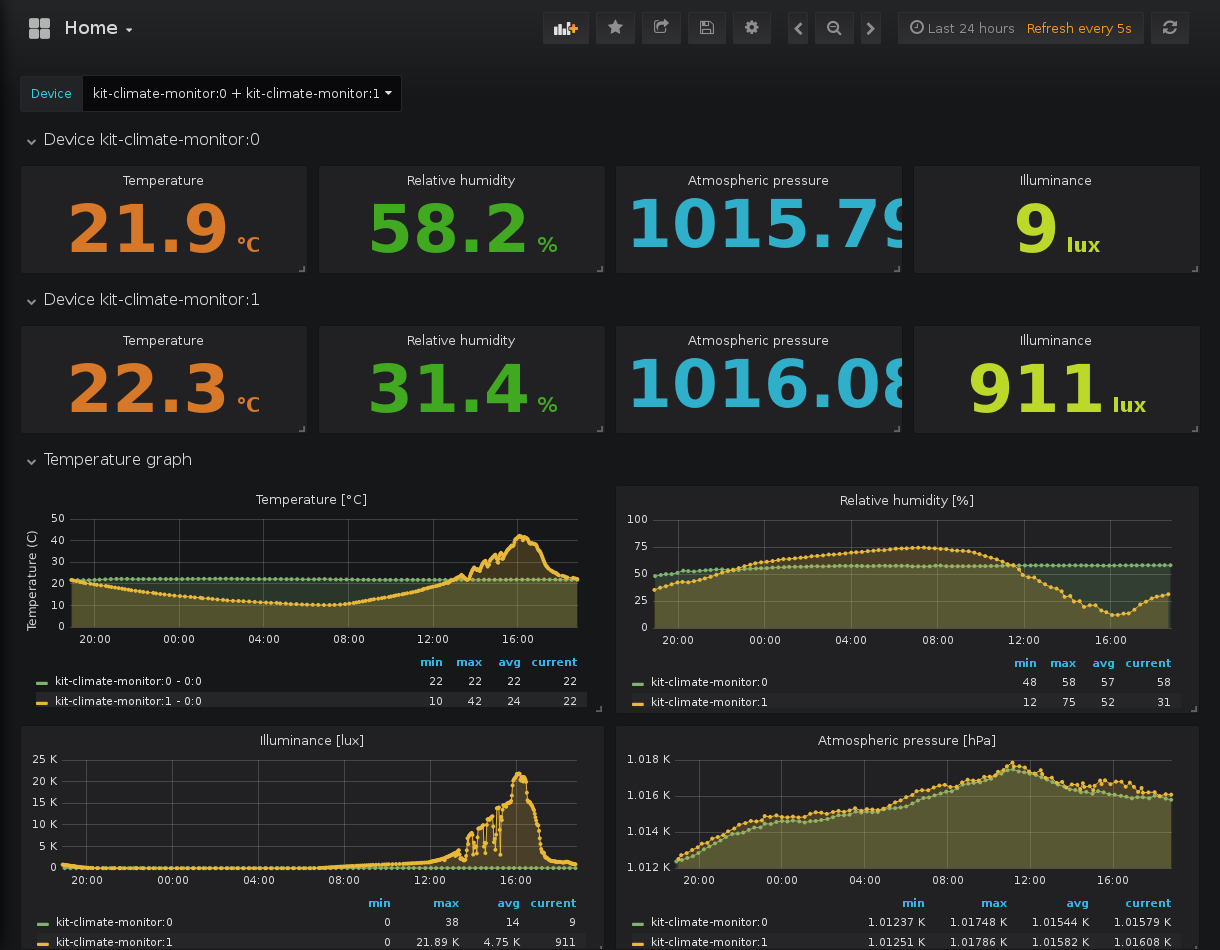 Home
Last 24 hours Refresh every 5s
Device kit-climate-monitor:0 + kit-climate-monitor:1
Device kit-climate-monitor:0
Temperature Relative humidity Atmospheric pressure Illuminance
21.9 °C 58.2 % 1015.79 9 lux
Device kit-climate-monitor:1
Temperature Relative humidity Atmospheric pressure Illuminance
22.3 °C 31.4 % 1016.08 911 lux
Temperature graph
Temperature [°C]
Temperature (C)
50
40
30
20
10
0
20:00 00:00 04:00 08:00 12:00 16:00
min max avg current
kit-climate-monitor:0 - 0:0 22 22 22 22
kit-climate-monitor:1 - 0:0 10 42 24 22
Relative humidity [%]
100
75
50
25
0
20:00 00:00 04:00 08:00 12:00 16:00
min max avg current
kit-climate-monitor:0 48 58 57 58
kit-climate-monitor:1 12 75 52 31
Illuminance [lux]
25 K
20 K
15 K
10 K
5 K
0
20:00 00:00 04:00 08:00 12:00 16:00
min max avg current
kit-climate-monitor:0 0 38 14 9
kit-climate-monitor:1 0 21.89 K 4.75 K 911
Atmospheric pressure [hPa]
1.018 K
1.016 K
1.014 K
1.012 K
20:00 00:00 04:00 08:00 12:00 16:00
min max avg current
kit-climate-monitor:0 1.01237 K 1.01748 K 1.01544 K 1.01579 K
kit-climate-monitor:1 1.01251 K 1.01786 K 1.01582 K 1.01608 K